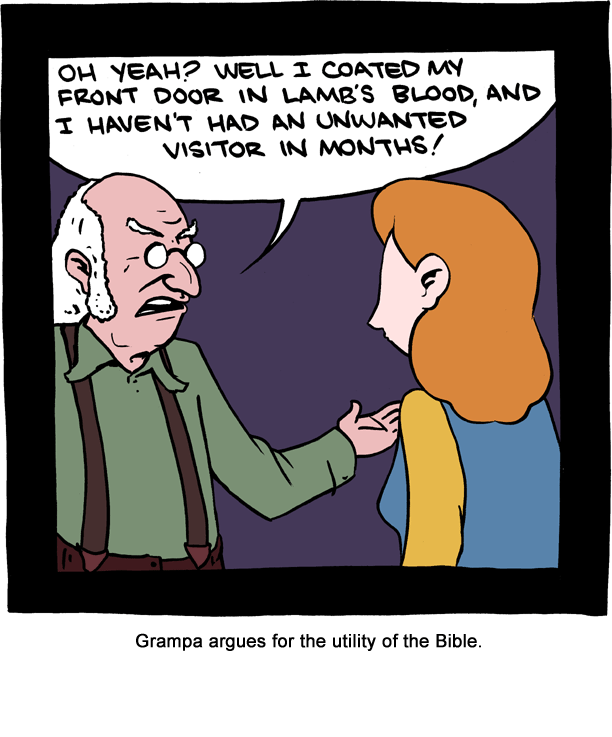 OH YEAH? WELL I COATED MY
FRONT DOOR IN LAMB'S BLOOD, AND
I HAVEN'T HAD AN UNWANTED
VISITOR IN MONTHS!
Grampa argues for the utility of the Bible.